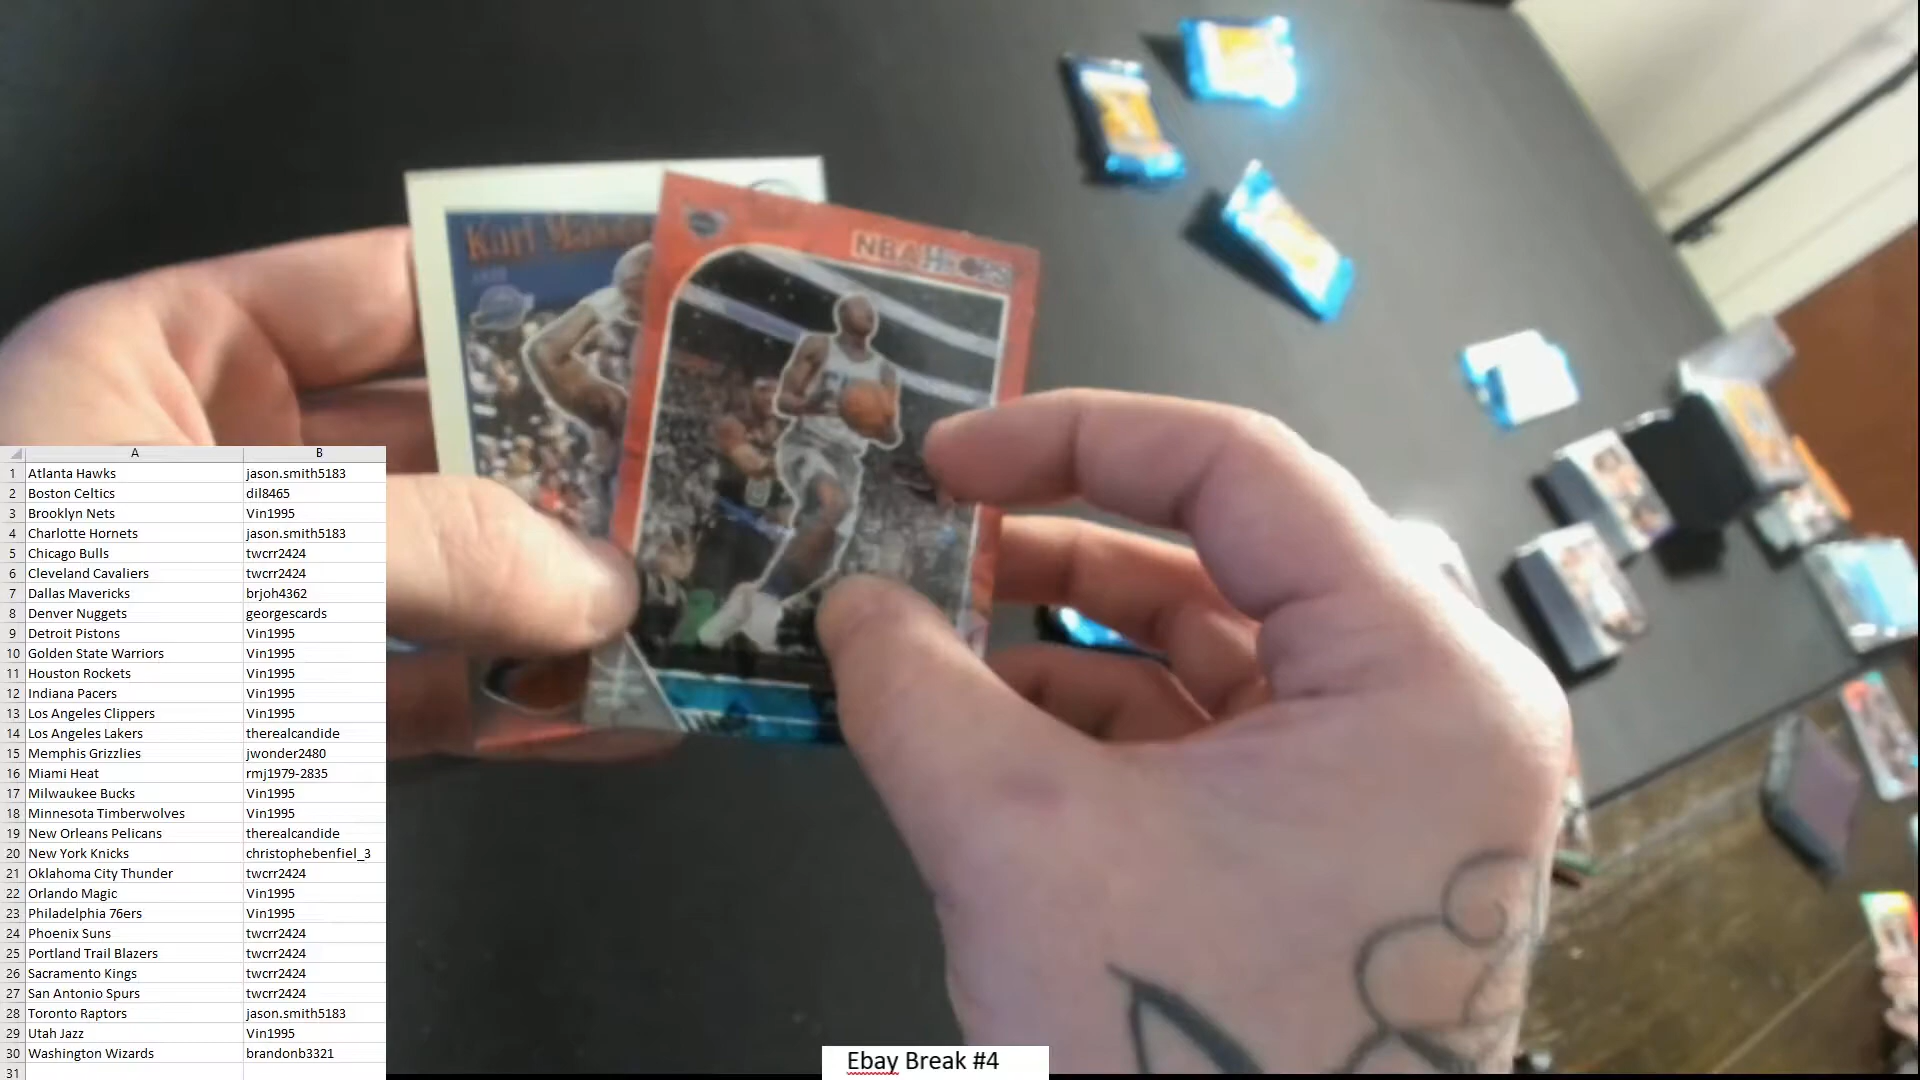 Karl Malone
NBA HOOPS
A B
1 Atlanta Hawks jason.smith5183
2 Boston Celtics dil8465
3 Brooklyn Nets Vin1995
4 Charlotte Hornets jason.smith5183
5 Chicago Bulls twcrr2424
6 Cleveland Cavaliers twcrr2424
7 Dallas Mavericks brjoh4362
8 Denver Nuggets georgescards
9 Detroit Pistons Vin1995
10 Golden State Warriors Vin1995
11 Houston Rockets Vin1995
12 Indiana Pacers Vin1995
13 Los Angeles Clippers Vin1995
14 Los Angeles Lakers therealcandide
15 Memphis Grizzlies jwonder2480
16 Miami Heat rmj1979-2835
17 Milwaukee Bucks Vin1995
18 Minnesota Timberwolves Vin1995
19 New Orleans Pelicans therealcandide
20 New York Knicks christophebenfiel_3
21 Oklahoma City Thunder twcrr2424
22 Orlando Magic Vin1995
23 Philadelphia 76ers Vin1995
24 Phoenix Suns twcrr2424
25 Portland Trail Blazers twcrr2424
26 Sacramento Kings twcrr2424
27 San Antonio Spurs twcrr2424
28 Toronto Raptors jason.smith5183
29 Utah Jazz Vin1995
30 Washington Wizards brandonb3321
31
Ebay Break #4